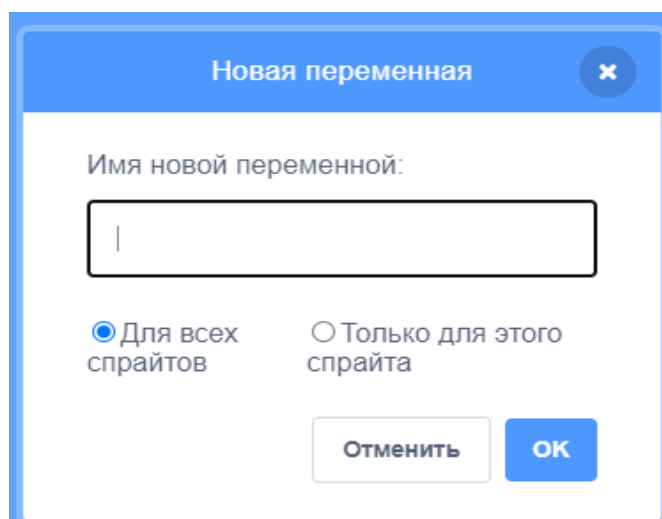 Новая переменная
Имя новой переменной:
Для всех спрайтов
Только для этого спрайта
Отменить
OK